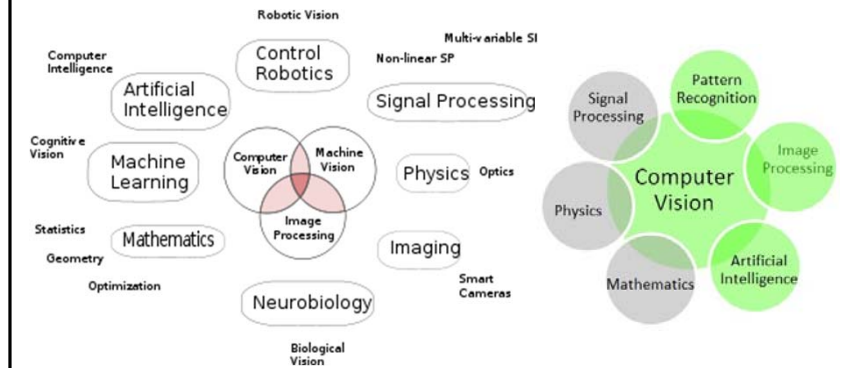 Robotic Vision
Multi-variable SI
Non-linear SP
Computer
Intelligence
Control
Robotics
Artificial
Intelligence
Signal Processing
Cognitive
Vision
Machine
Learning
Computer
Vision
Machine
Vision
Image
Processing
Physics
Optics
Statistics
Geometry
Optimization
Mathematics
Imaging
Smart
Cameras
Neurobiology
Biological
Vision
Signal
Processing
Pattern
Recognition
Image
Processing
Computer
Vision
Physics
Mathematics
Artificial
Intelligence